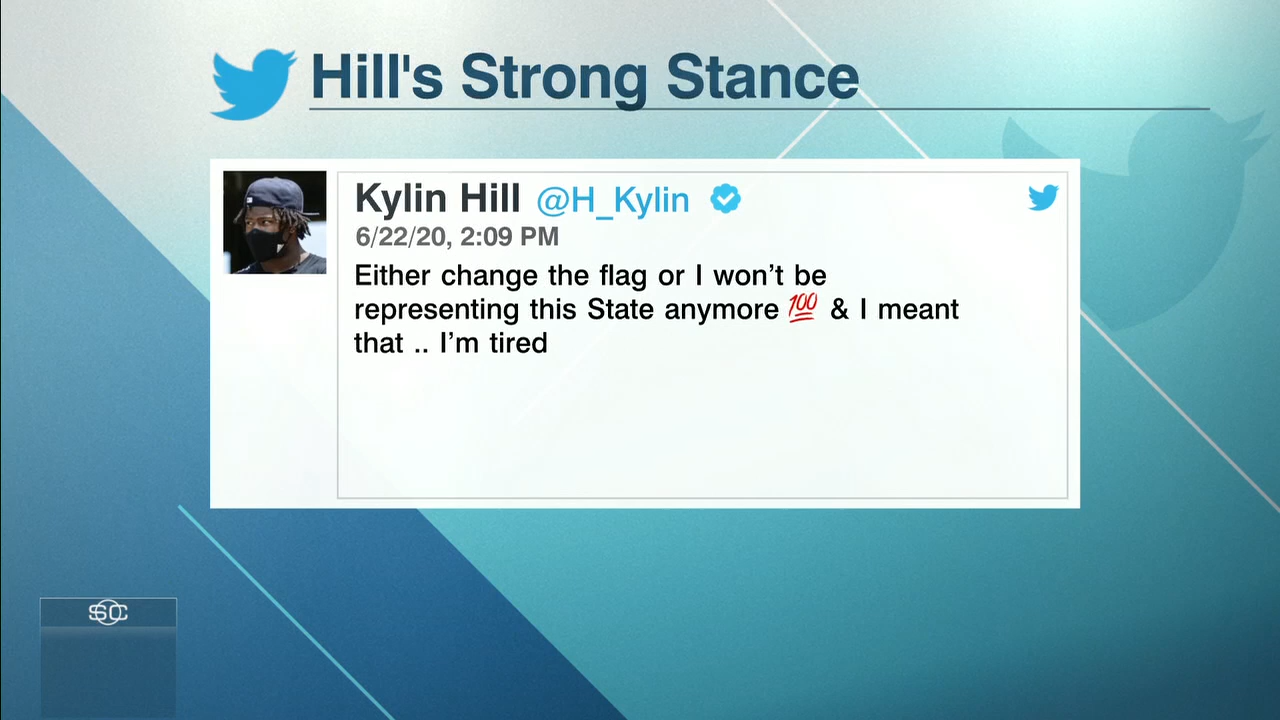 Hill's Strong Stance
Kylin Hill @H_Kylin
6/22/20, 2:09 PM
Either change the flag or I won’t be
representing this State anymore 💯 & I meant
that .. I’m tired
SC